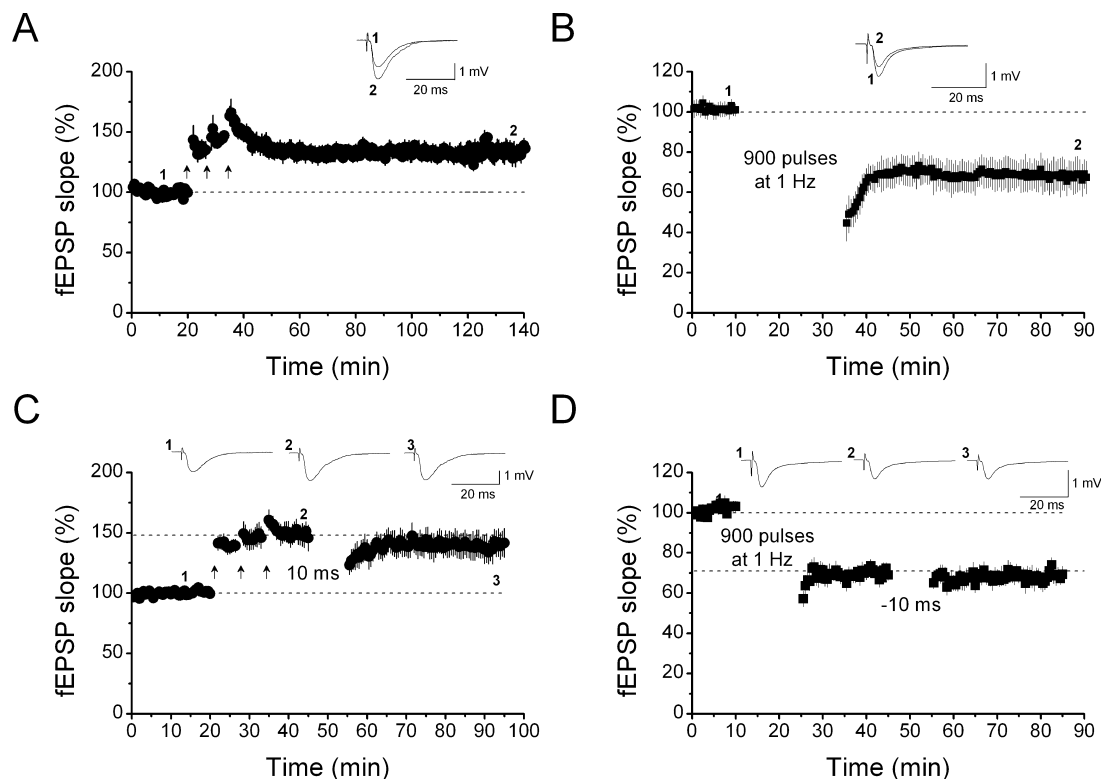 A
1
2
1 mV
20 ms
fEPSP slope (%)
200
150
100
50
0
1
2
0 20 40 60 80 100 120 140
Time (min)
B
2
1
1 mV
20 ms
fEPSP slope (%)
120
100
80
60
40
20
0
1
900 pulses
at 1 Hz
2
0 10 20 30 40 50 60 70 80 90
Time (min)
C
1 2 3
1 mV
20 ms
fEPSP slope (%)
200
150
100
50
0
1
2
10 ms
3
0 10 20 30 40 50 60 70 80 90 100
Time (min)
D
1 2 3
1 mV
20 ms
fEPSP slope (%)
120
100
80
60
40
20
0
1
900 pulses
at 1 Hz
-10 ms
0 10 20 30 40 50 60 70 80 90
Time (min)